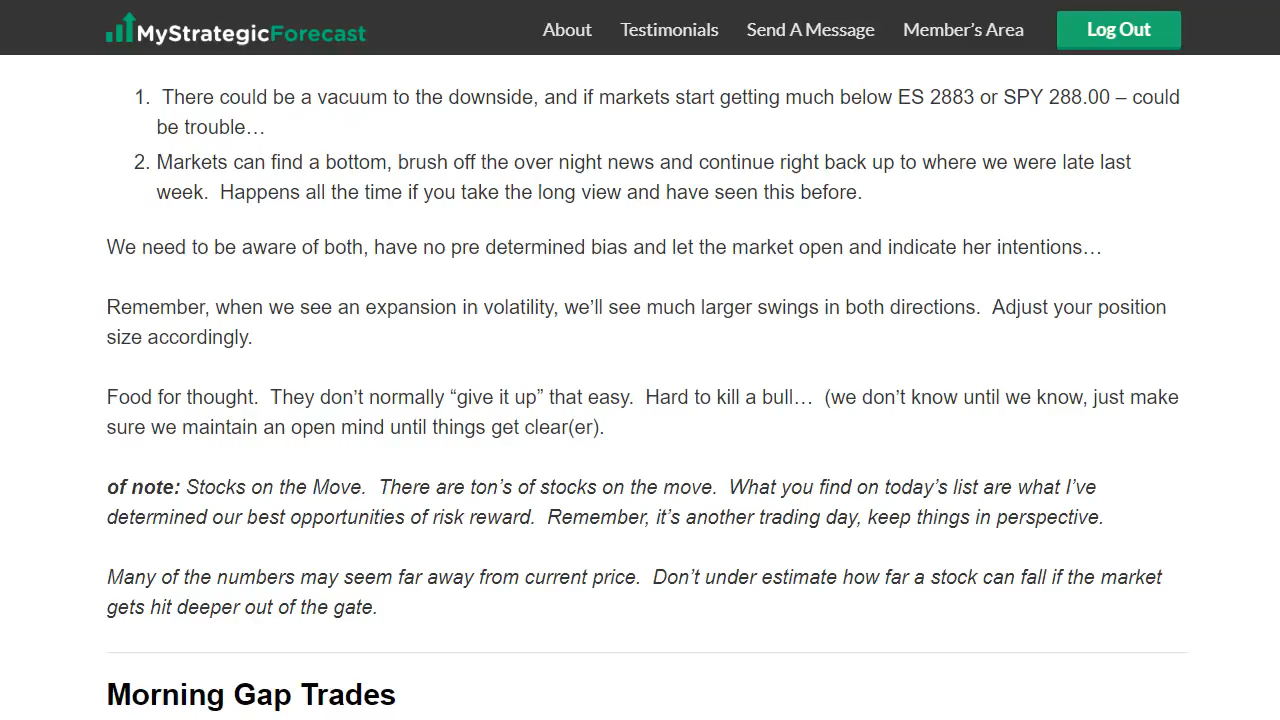 MyStrategicForecast About Testimonials Send A Message Member's Area Log Out
1. There could be a vacuum to the downside, and if markets start getting much below ES 2883 or SPY 288.00 – could
be trouble…
2. Markets can find a bottom, brush off the over night news and continue right back up to where we were late last
week.  Happens all the time if you take the long view and have seen this before.
We need to be aware of both, have no pre determined bias and let the market open and indicate her intentions…
Remember, when we see an expansion in volatility, we’ll see much larger swings in both directions.  Adjust your position
size accordingly.
Food for thought.  They don’t normally “give it up” that easy.  Hard to kill a bull…  (we don’t know until we know, just make
sure we maintain an open mind until things get clear(er).
of note: Stocks on the Move.  There are ton’s of stocks on the move.  What you find on today’s list are what I’ve
determined our best opportunities of risk reward.  Remember, it’s another trading day, keep things in perspective.
Many of the numbers may seem far away from current price.  Don’t under estimate how far a stock can fall if the market
gets hit deeper out of the gate.
Morning Gap Trades